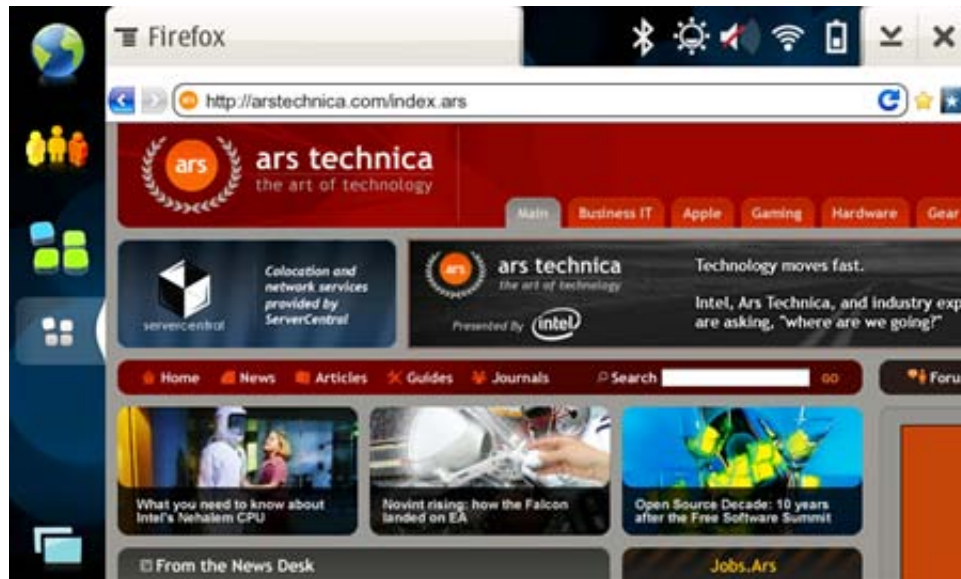 Firefox
http://arstechnica.com/index.ars
ars
ars technica
the art of technology
Main Business IT Apple Gaming Hardware Gear
servercentral
Colocation and
network services
provided by
ServerCentral
ars
ars technica
the art of technology
Presented By intel
Technology moves fast.
Intel, Ars Technica, and industry exp
are asking, "where are we going?"
Home News Articles Guides Journals Search GO Foru
What you need to know about
Intel's Nehalem CPU
Novint rising: how the Falcon
landed on EA
Open Source Decade: 10 years
after the Free Software Summit
From the News Desk
Jobs.Ars